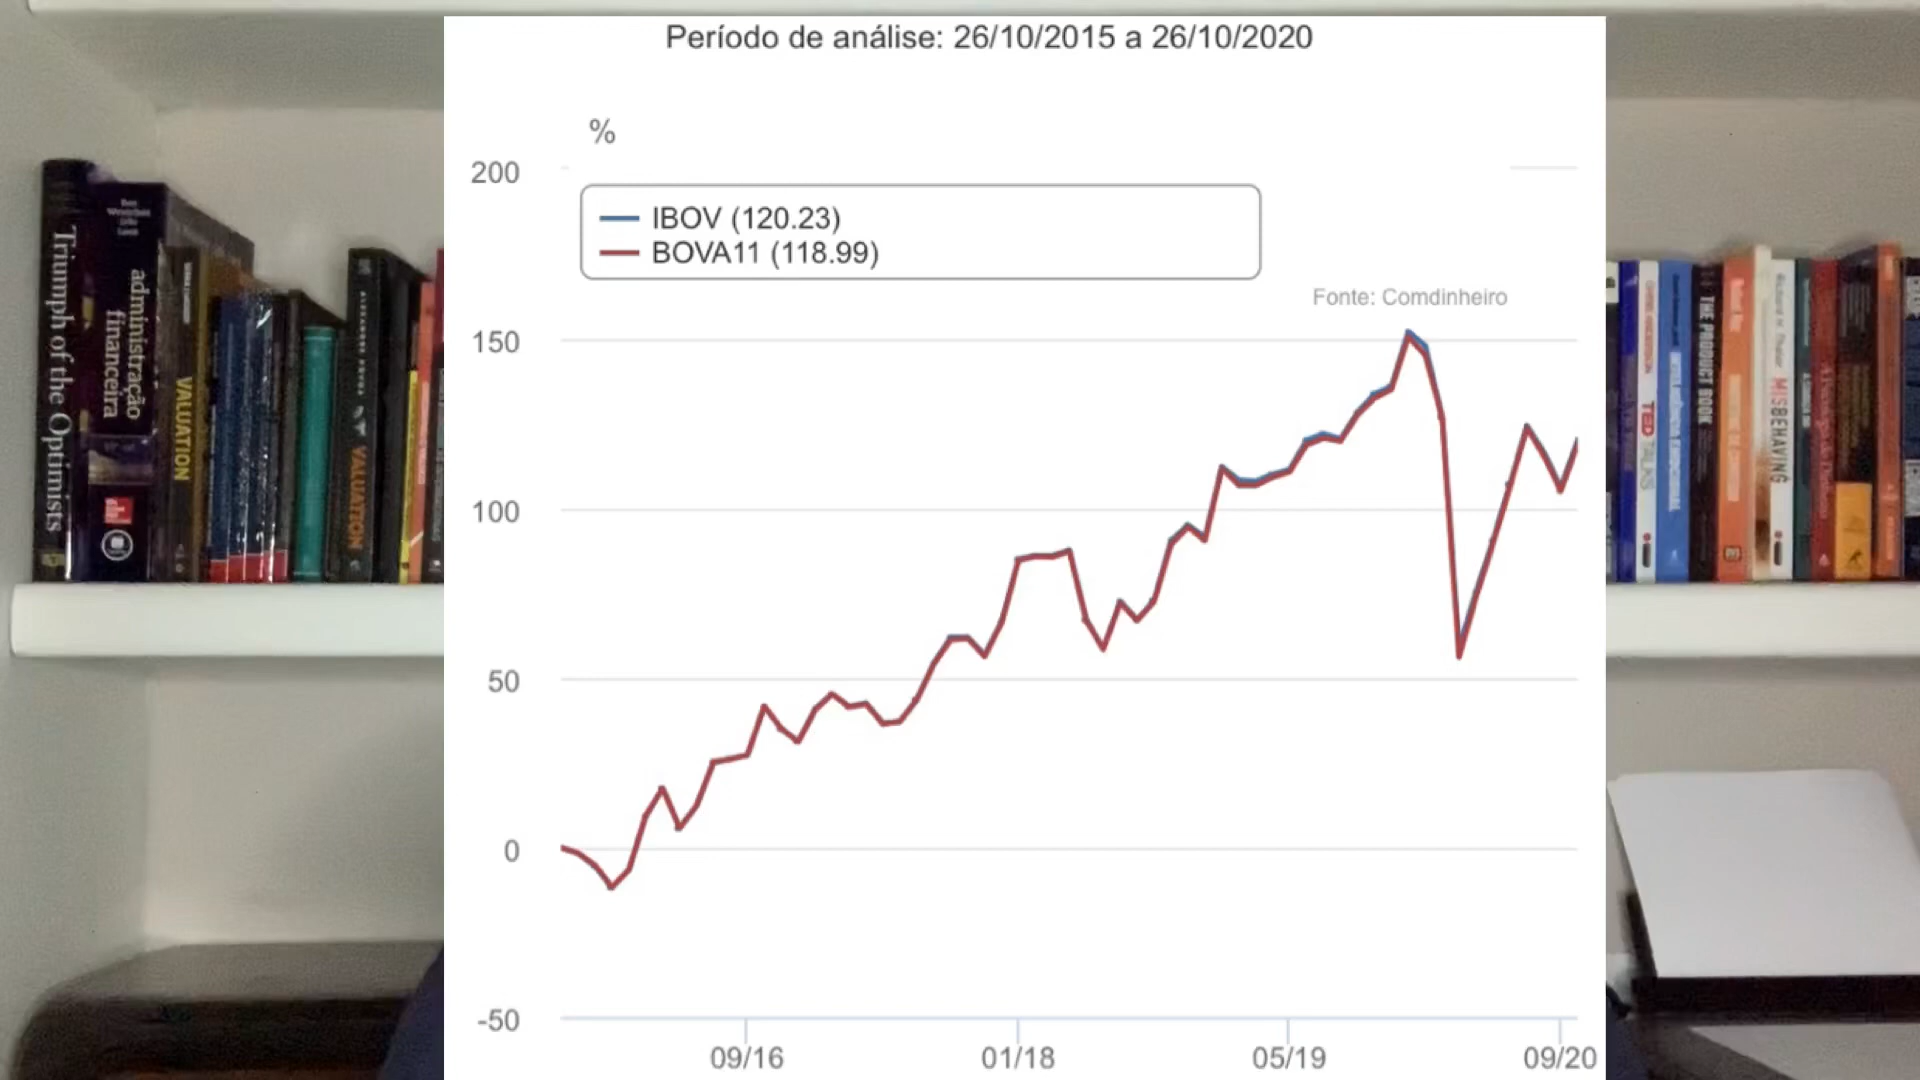 Período de análise: 26/10/2015 a 26/10/2020
%
200
IBOV (120.23)
BOVA11 (118.99)
Fonte: Comdinheiro
150
100
50
0
-50
09/16
01/18
05/19
09/20
Triumph of the Optimists
administração
financeira
VALUATION
VALUATION
TED TALKS
THE PRODUCT BOOK
MISBEHAVING